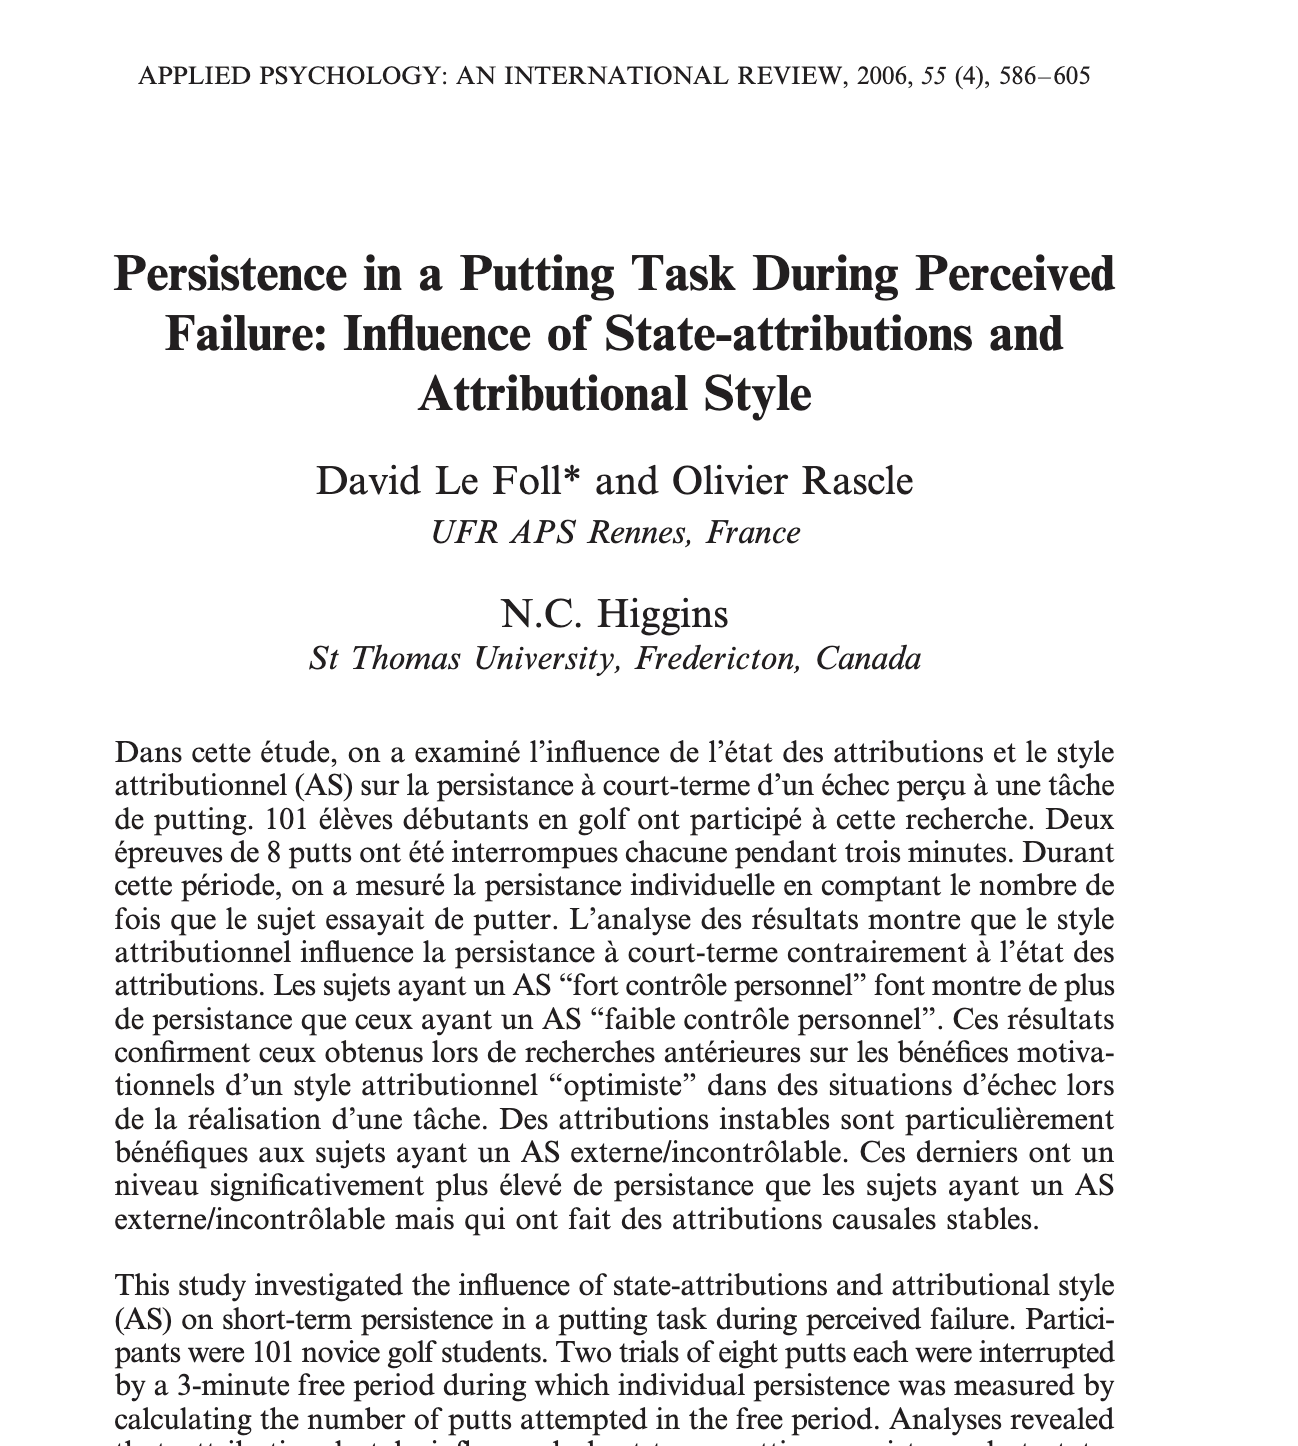 APPLIED PSYCHOLOGY: AN INTERNATIONAL REVIEW, 2006, 55 (4), 586–605
Persistence in a Putting Task During Perceived
Failure: Influence of State-attributions and
Attributional Style
David Le Foll* and Olivier Rascle
UFR APS Rennes, France
N.C. Higgins
St Thomas University, Fredericton, Canada
Dans cette étude, on a examiné l’influence de l’état des attributions et le style
attributionnel (AS) sur la persistance à court-terme d’un échec perçu à une tâche
de putting. 101 élèves débutants en golf ont participé à cette recherche. Deux
épreuves de 8 putts ont été interrompues chacune pendant trois minutes. Durant
cette période, on a mesuré la persistance individuelle en comptant le nombre de
fois que le sujet essayait de putter. L’analyse des résultats montre que le style
attributionnel influence la persistance à court-terme contrairement à l’état des
attributions. Les sujets ayant un AS “fort contrôle personnel” font montre de plus
de persistance que ceux ayant un AS “faible contrôle personnel”. Ces résultats
confirment ceux obtenus lors de recherches antérieures sur les bénéfices motiva-
tionnels d’un style attributionnel “optimiste” dans des situations d’échec lors
de la réalisation d’une tâche. Des attributions instables sont particulièrement
bénéfiques aux sujets ayant un AS externe/incontrôlable. Ces derniers ont un
niveau significativement plus élevé de persistance que les sujets ayant un AS
externe/incontrôlable mais qui ont fait des attributions causales stables.
This study investigated the influence of state-attributions and attributional style
(AS) on short-term persistence in a putting task during perceived failure. Partici-
pants were 101 novice golf students. Two trials of eight putts each were interrupted
by a 3-minute free period during which individual persistence was measured by
calculating the number of putts attempted in the free period. Analyses revealed